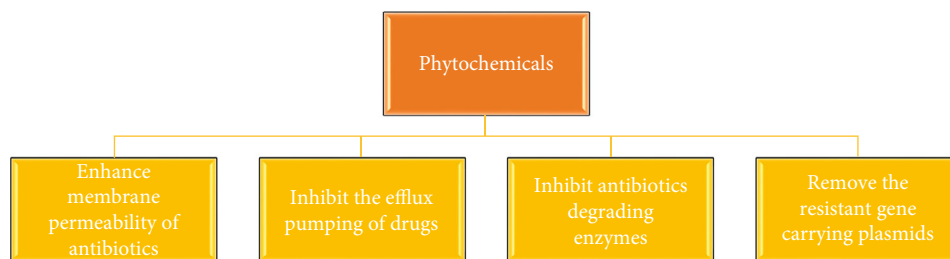 Phytochemicals
Enhance
membrane
permeability of
antibiotics
Inhibit the efflux
pumping of drugs
Inhibit antibiotics
degrading
enzymes
Remove the
resistant gene
carrying plasmids